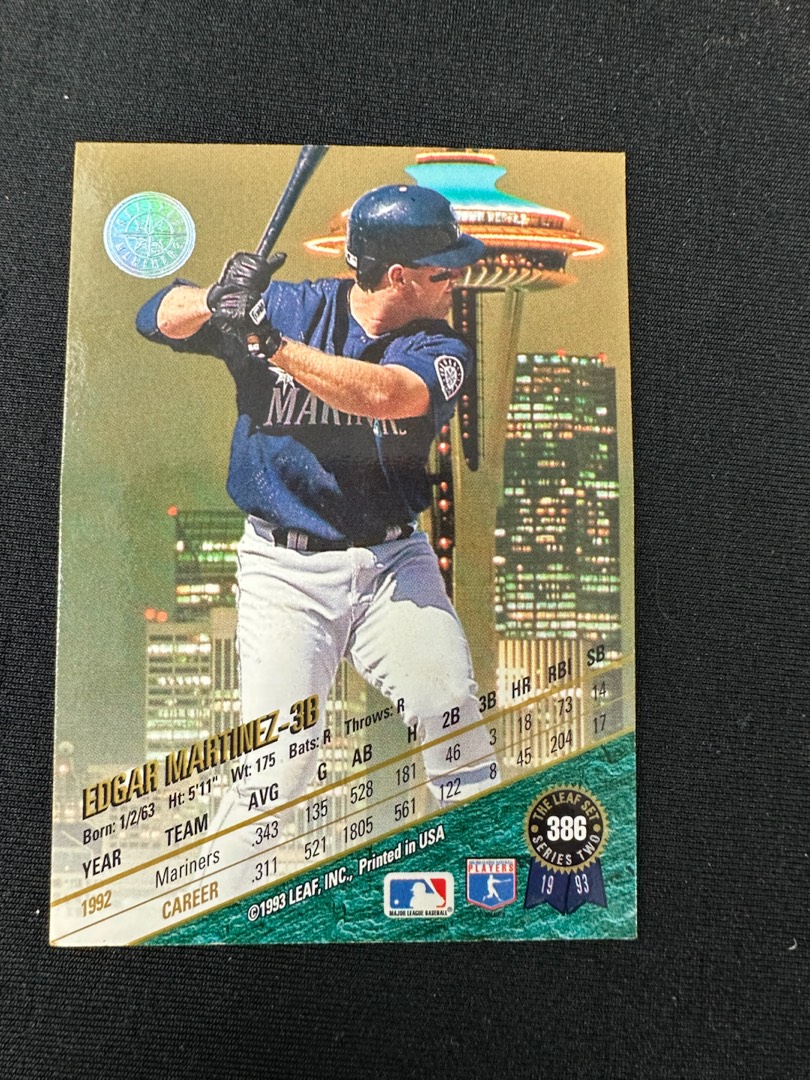 MARIN
EDGAR MARTINEZ-3B
Born: 1/2/63 Ht: 5'11" Wt: 175 Bats: R Throws: R
YEAR TEAM AVG G AB H 2B 3B HR RBI SB
1992 Mariners .343 135 528 181 46 3 18 73 14
CAREER .311 521 1805 561 122 8 45 204 17
©1993 LEAF, INC., Printed in USA
MAJOR LEAGUE BASEBALL
PLAYERS
THE LEAF SET
386
SERIES TWO
19 93